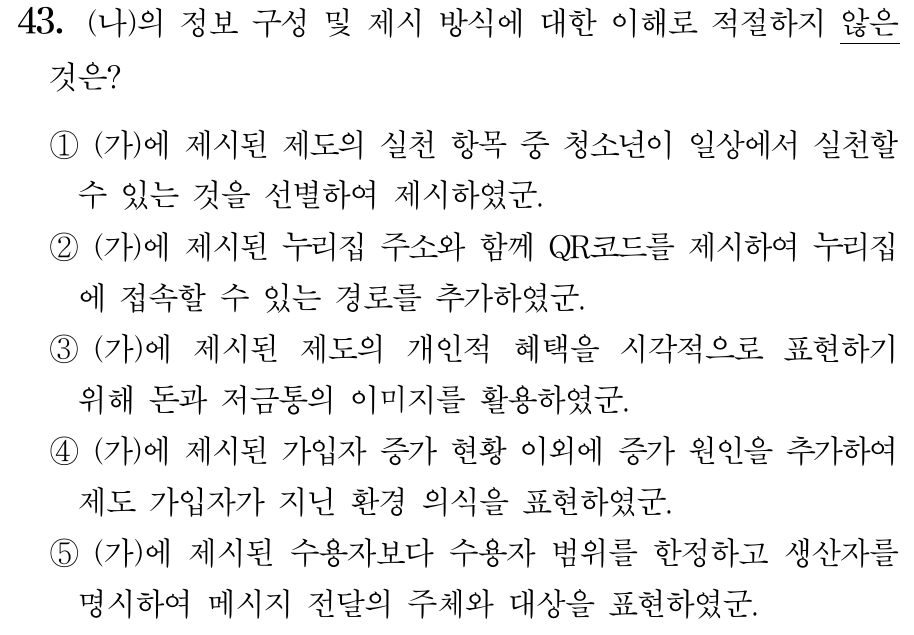 43. (나)의 정보 구성 및 제시 방식에 대한 이해로 적절하지 않은
것은?
① (가)에 제시된 제도의 실천 항목 중 청소년이 일상에서 실천할
수 있는 것을 선별하여 제시하였군.
② (가)에 제시된 누리집 주소와 함께 QR코드를 제시하여 누리집
에 접속할 수 있는 경로를 추가하였군.
③ (가)에 제시된 제도의 개인적 혜택을 시각적으로 표현하기
위해 돈과 저금통의 이미지를 활용하였군.
④ (가)에 제시된 가입자 증가 현황 이외에 증가 원인을 추가하여
제도 가입자가 지닌 환경 의식을 표현하였군.
⑤ (가)에 제시된 수용자보다 수용자 범위를 한정하고 생산자를
명시하여 메시지 전달의 주체와 대상을 표현하였군.